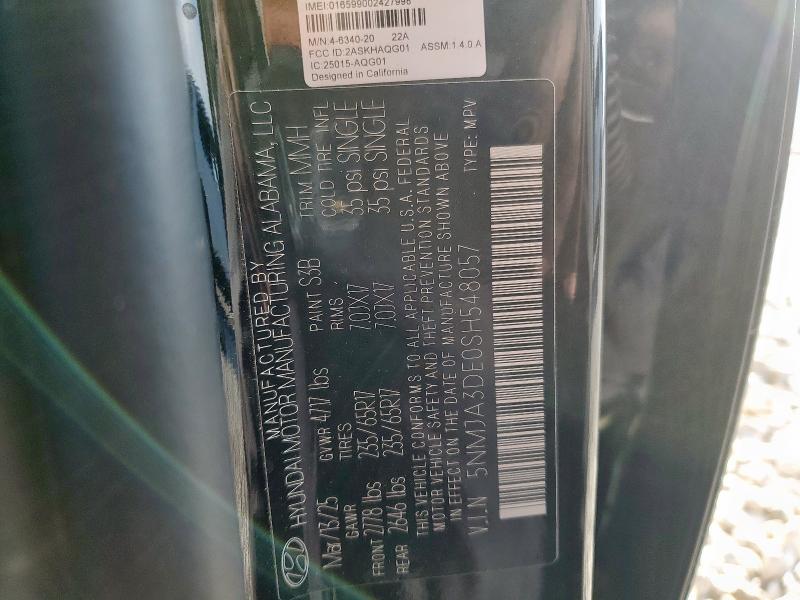 IMEI:016599002427998
M/N:4-6340-20 22A
FCC ID:2ASKHAQG01 ASSM:1.4.0.A
IC:25015-AQG01
Designed in California
MANUFACTURED BY
HYUNDAI MOTOR MANUFACTURING ALABAMA, LLC
Mar/13/25 GVWR 4777 lbs PAINT S3B TRIM MMH
GAWR TIRES RIMS COLD TIRE INFL
FRONT 2778 lbs 235/65R17 7.0JX17 35 psi SINGLE
REAR 2646 lbs 235/65R17 7.0JX17 35 psi SINGLE
THIS VEHICLE CONFORMS TO ALL APPLICABLE U.S.A. FEDERAL
MOTOR VEHICLE SAFETY AND THEFT PREVENTION STANDARDS
IN EFFECT ON THE DATE OF MANUFACTURE SHOWN ABOVE
V.I.N 5NMJA3DE0SH548057 TYPE: MPV